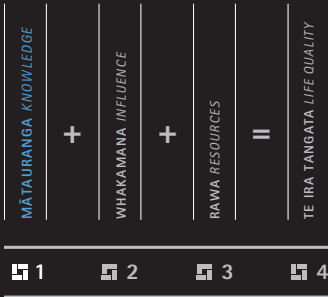 MĀTAURANGA KNOWLEDGE
+
WHAKAMANA INFLUENCE
+
RAWA RESOURCES
=
TE IRA TANGATA LIFE QUALITY
1 2 3 4